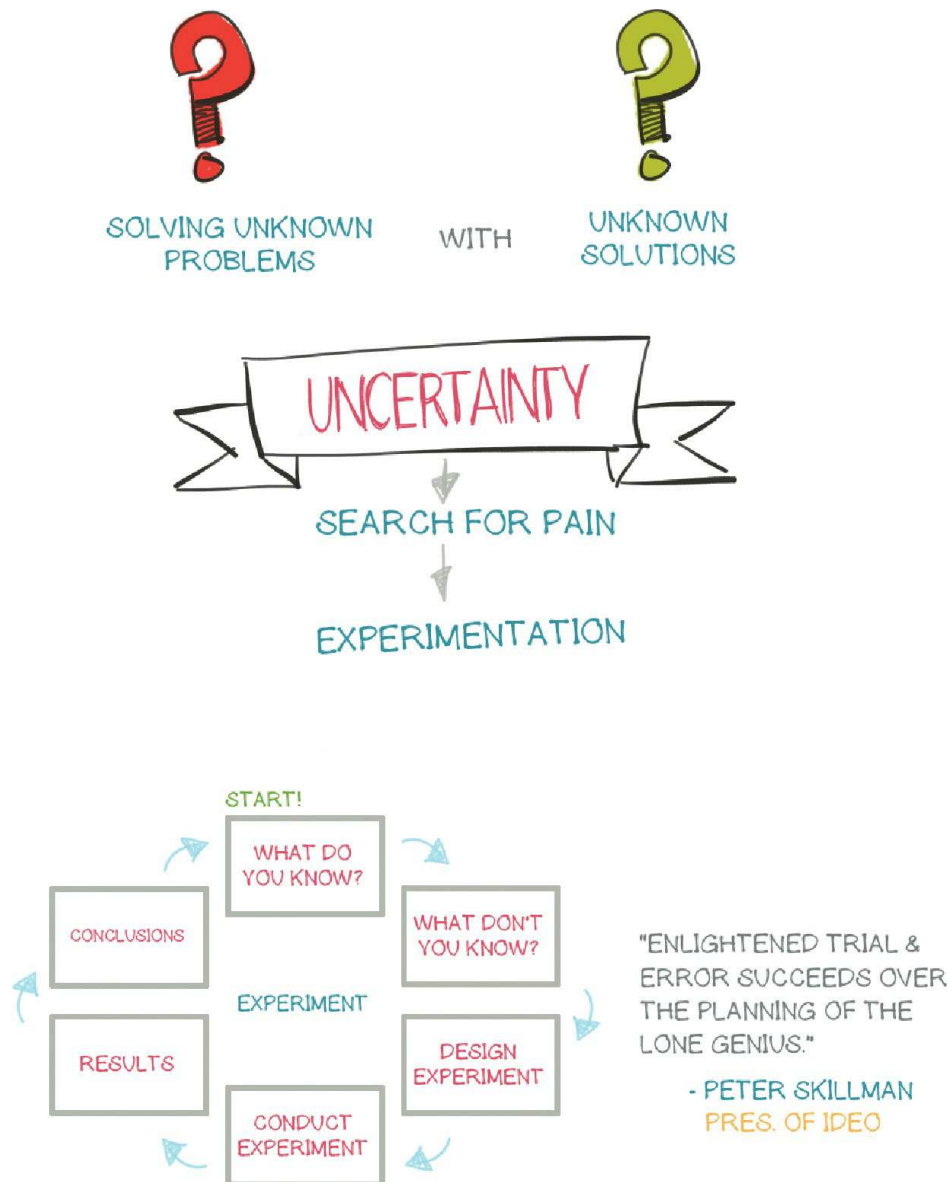 SOLVING UNKNOWN
PROBLEMS
WITH
UNKNOWN
SOLUTIONS
UNCERTAINTY
SEARCH FOR PAIN
EXPERIMENTATION
START!
WHAT DO
YOU KNOW?
WHAT DON'T
YOU KNOW?
DESIGN
EXPERIMENT
CONDUCT
EXPERIMENT
RESULTS
CONCLUSIONS
EXPERIMENT
"ENLIGHTENED TRIAL &
ERROR SUCCEEDS OVER
THE PLANNING OF THE
LONE GENIUS."
- PETER SKILLMAN
PRES. OF IDEO